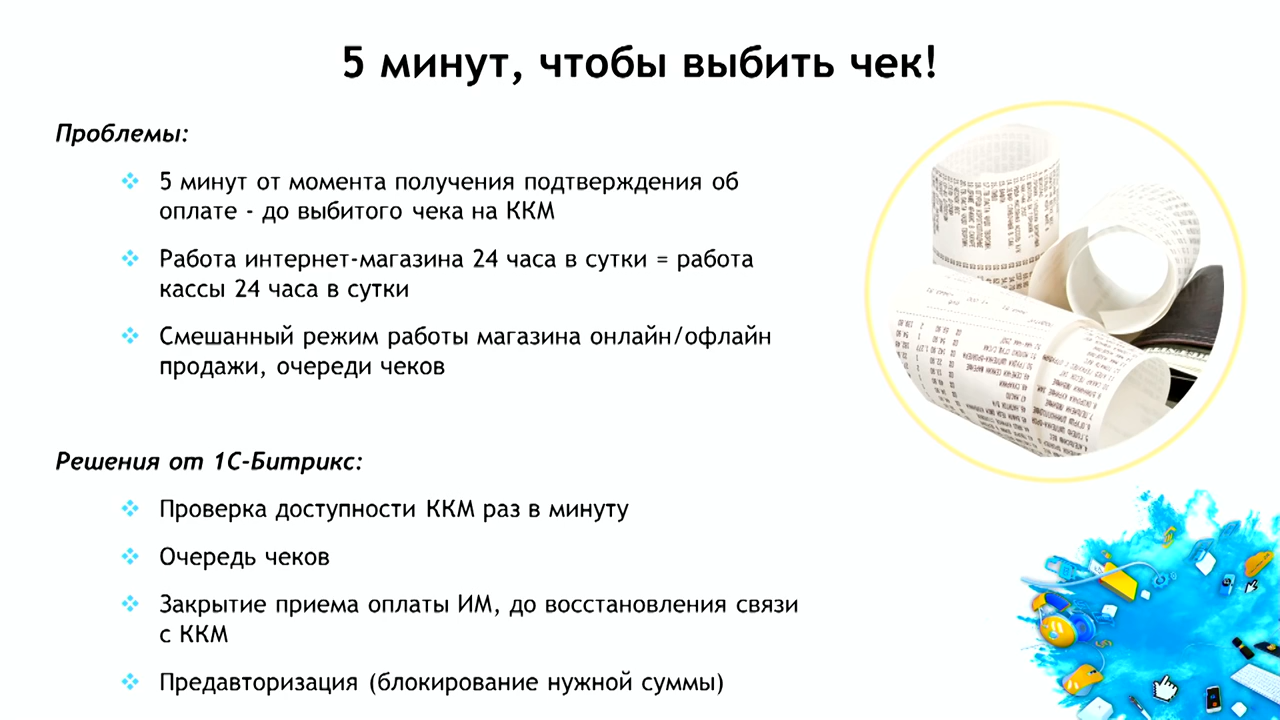 5 минут, чтобы выбить чек!
Проблемы:
5 минут от момента получения подтверждения об
оплате - до выбитого чека на ККМ
Работа интернет-магазина 24 часа в сутки = работа
кассы 24 часа в сутки
Смешанный режим работы магазина онлайн/офлайн
продажи, очереди чеков
Решения от 1С-Битрикс:
Проверка доступности ККМ раз в минуту
Очередь чеков
Закрытие приема оплаты ИМ, до восстановления связи
с ККМ
Предавторизация (блокирование нужной суммы)